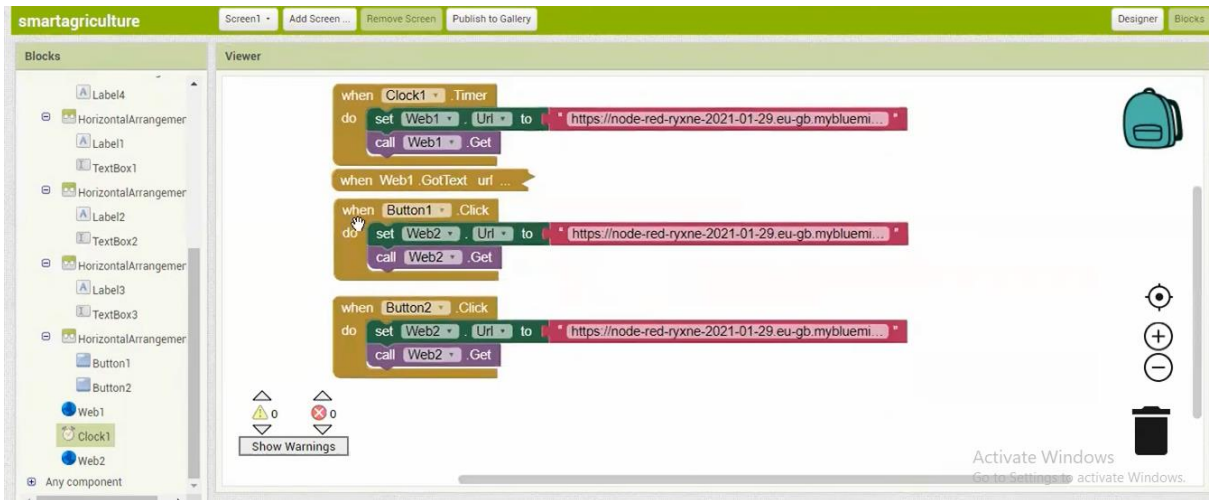 smartagriculture
Screen1
Add Screen ...
Remove Screen
Publish to Gallery
Designer
Blocks
Blocks
Viewer
Label4
HorizontalArrangemer
Label1
TextBox1
HorizontalArrangemer
Label2
TextBox2
HorizontalArrangemer
Label3
TextBox3
HorizontalArrangemer
Button1
Button2
Web1
Clock1
Web2
Any component
when Clock1 .Timer
do set Web1 . Url to " https://node-red-ryxne-2021-01-29.eu-gb.mybluemi... "
call Web1 .Get
when Web1 .GotText url ...
when Button1 .Click
do set Web2 . Url to " https://node-red-ryxne-2021-01-29.eu-gb.mybluemi... "
call Web2 .Get
when Button2 .Click
do set Web2 . Url to " https://node-red-ryxne-2021-01-29.eu-gb.mybluemi... "
call Web2 .Get
0
0
Show Warnings
Activate Windows
Go to Settings to activate Windows.